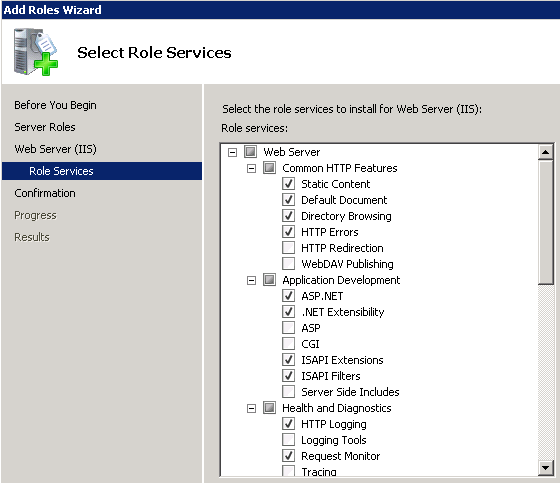 Add Roles Wizard
Select Role Services
Before You Begin
Server Roles
Web Server (IIS)
Role Services
Confirmation
Progress
Results
Select the role services to install for Web Server (IIS):
Role services:
Web Server
Common HTTP Features
Static Content
Default Document
Directory Browsing
HTTP Errors
HTTP Redirection
WebDAV Publishing
Application Development
ASP.NET
.NET Extensibility
ASP
CGI
ISAPI Extensions
ISAPI Filters
Server Side Includes
Health and Diagnostics
HTTP Logging
Logging Tools
Request Monitor
Tracing